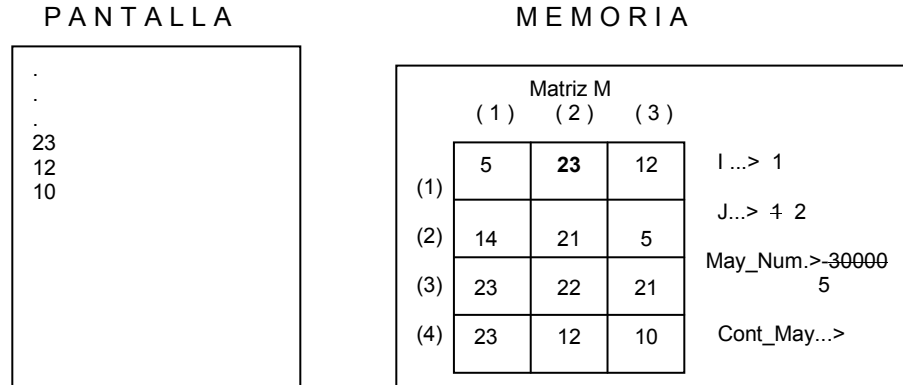 P A N T A L L A
M E M O R I A
.
.
.
23
12
10
Matriz M
( 1 ) ( 2 ) ( 3 )
(1) 5 23 12
(2) 14 21 5
(3) 23 22 21
(4) 23 12 10
I ...> 1
J...> 1 2
May_Num.>-30000
5
Cont_May...>